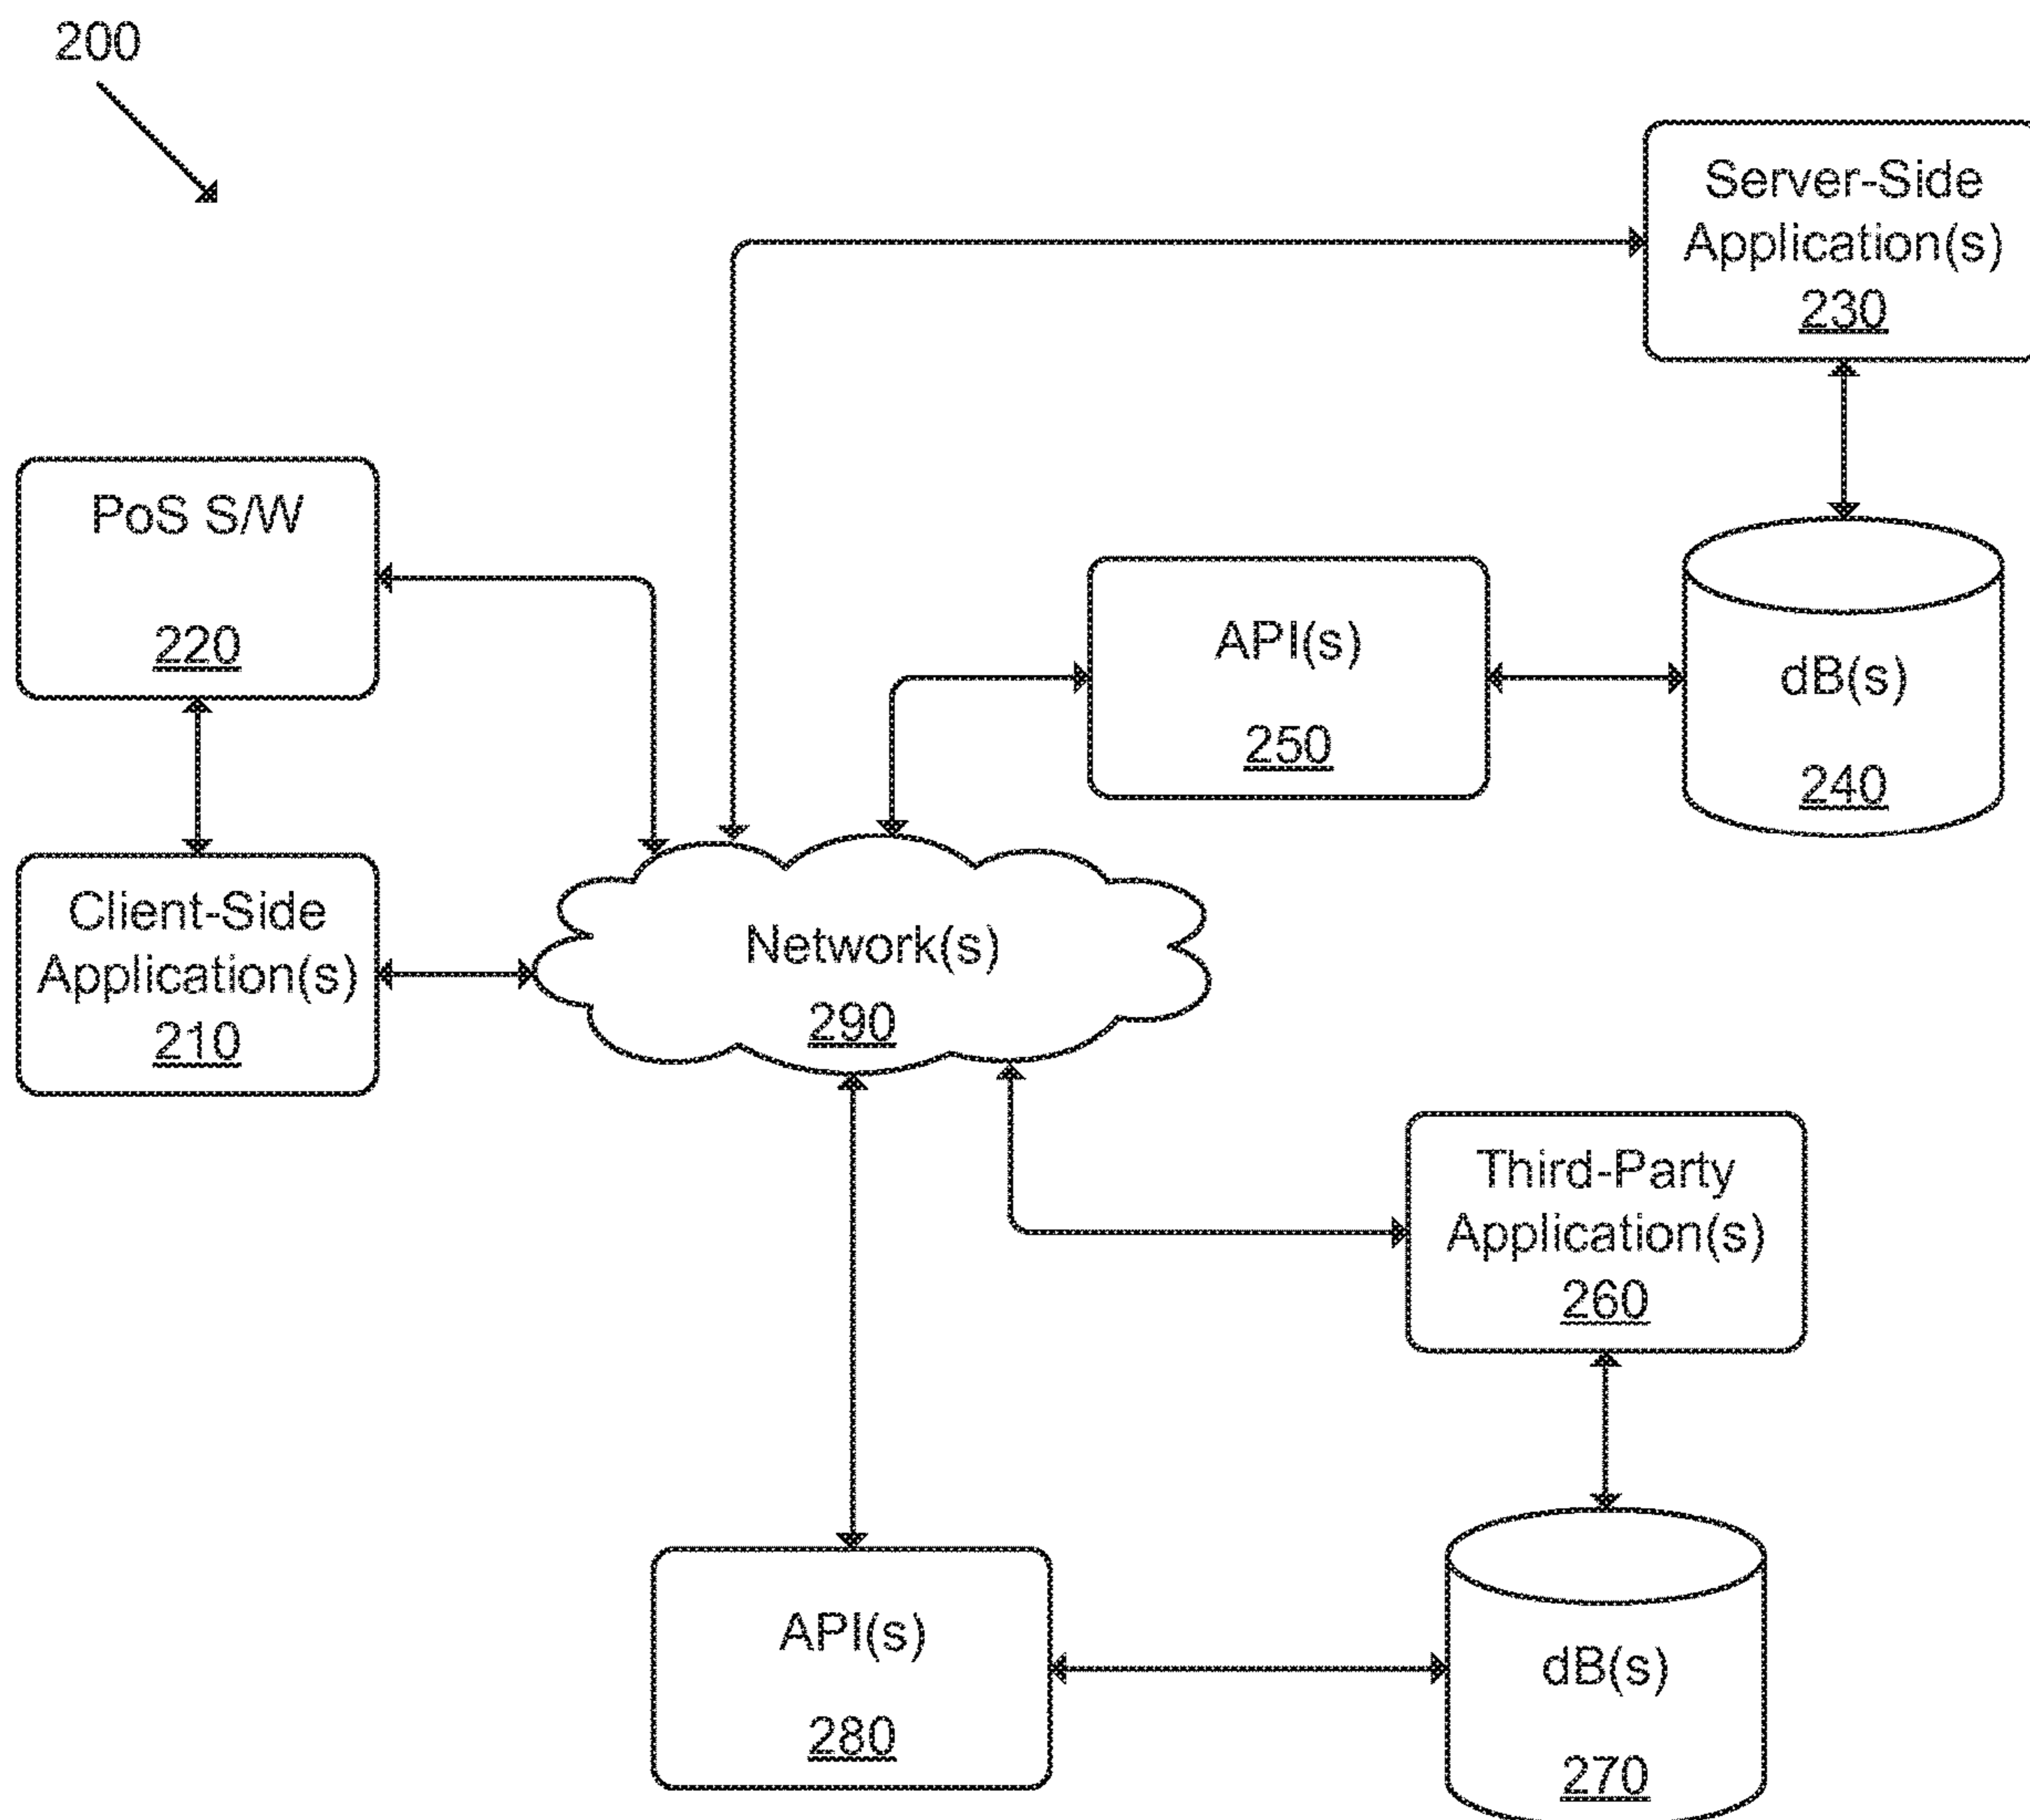 200
Server-Side
Application(s)
230
PoS S/W
220
API(s)
250
dB(s)
240
Client-Side
Application(s)
210
Network(s)
290
Third-Party
Application(s)
260
API(s)
280
dB(s)
270